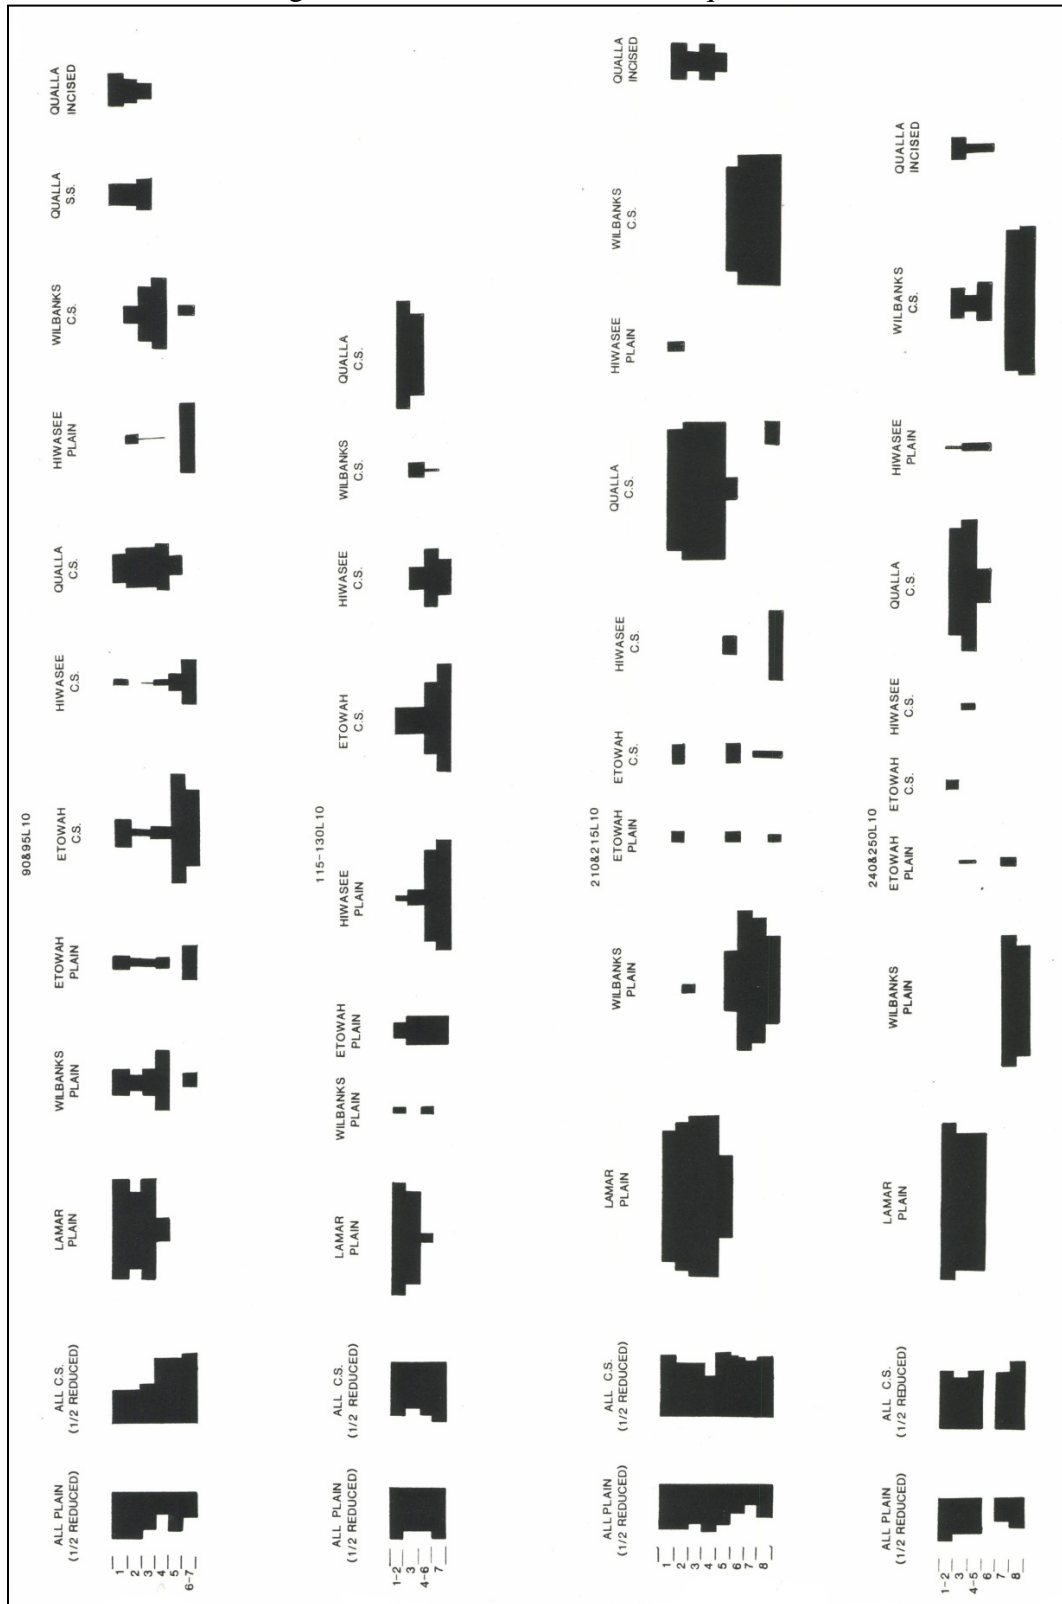 90&95L10
ALL PLAIN
(1/2 REDUCED)
ALL C.S.
(1/2 REDUCED)
LAMAR
PLAIN
WILBANKS
PLAIN
ETOWAH
PLAIN
ETOWAH
C.S.
HIWASEE
C.S.
QUALLA
C.S.
HIWASEE
PLAIN
WILBANKS
C.S.
QUALLA
S.S.
QUALLA
INCISED
1
2
3
4
5
6-7
115-130L10
ALL PLAIN
(1/2 REDUCED)
ALL C.S.
(1/2 REDUCED)
LAMAR
PLAIN
WILBANKS
PLAIN
ETOWAH
PLAIN
HIWASEE
PLAIN
ETOWAH
C.S.
HIWASEE
C.S.
WILBANKS
C.S.
QUALLA
C.S.
1-2
3
4-6
7
210&215L10
ALL PLAIN
(1/2 REDUCED)
ALL C.S.
(1/2 REDUCED)
LAMAR
PLAIN
WILBANKS
PLAIN
ETOWAH
PLAIN
ETOWAH
C.S.
HIWASEE
C.S.
QUALLA
C.S.
HIWASEE
PLAIN
WILBANKS
C.S.
QUALLA
INCISED
1
2
3
4
5
6
7
8
240&250L10
ALL PLAIN
(1/2 REDUCED)
ALL C.S.
(1/2 REDUCED)
LAMAR
PLAIN
WILBANKS
PLAIN
ETOWAH
PLAIN
ETOWAH
C.S.
HIWASEE
C.S.
QUALLA
C.S.
HIWASEE
PLAIN
WILBANKS
C.S.
QUALLA
INCISED
1-2
3
4-5
6
7
8